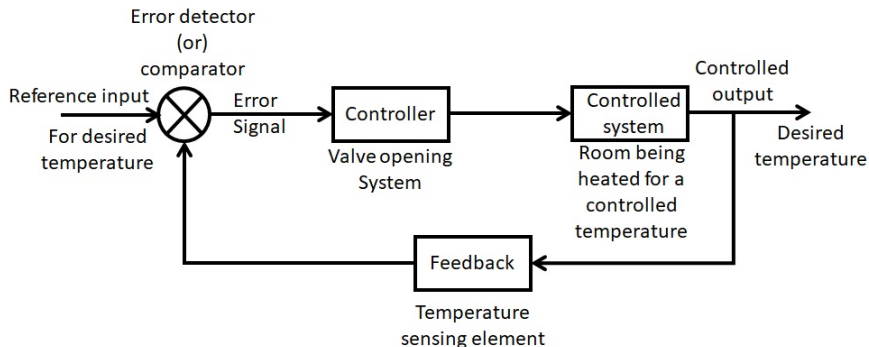 Error detector
(or)
comparator
Reference input
For desired
temperature
Error
Signal
Controller
Valve opening
System
Controlled
system
Room being
heated for a
controlled
temperature
Controlled
output
Desired
temperature
Feedback
Temperature
sensing element